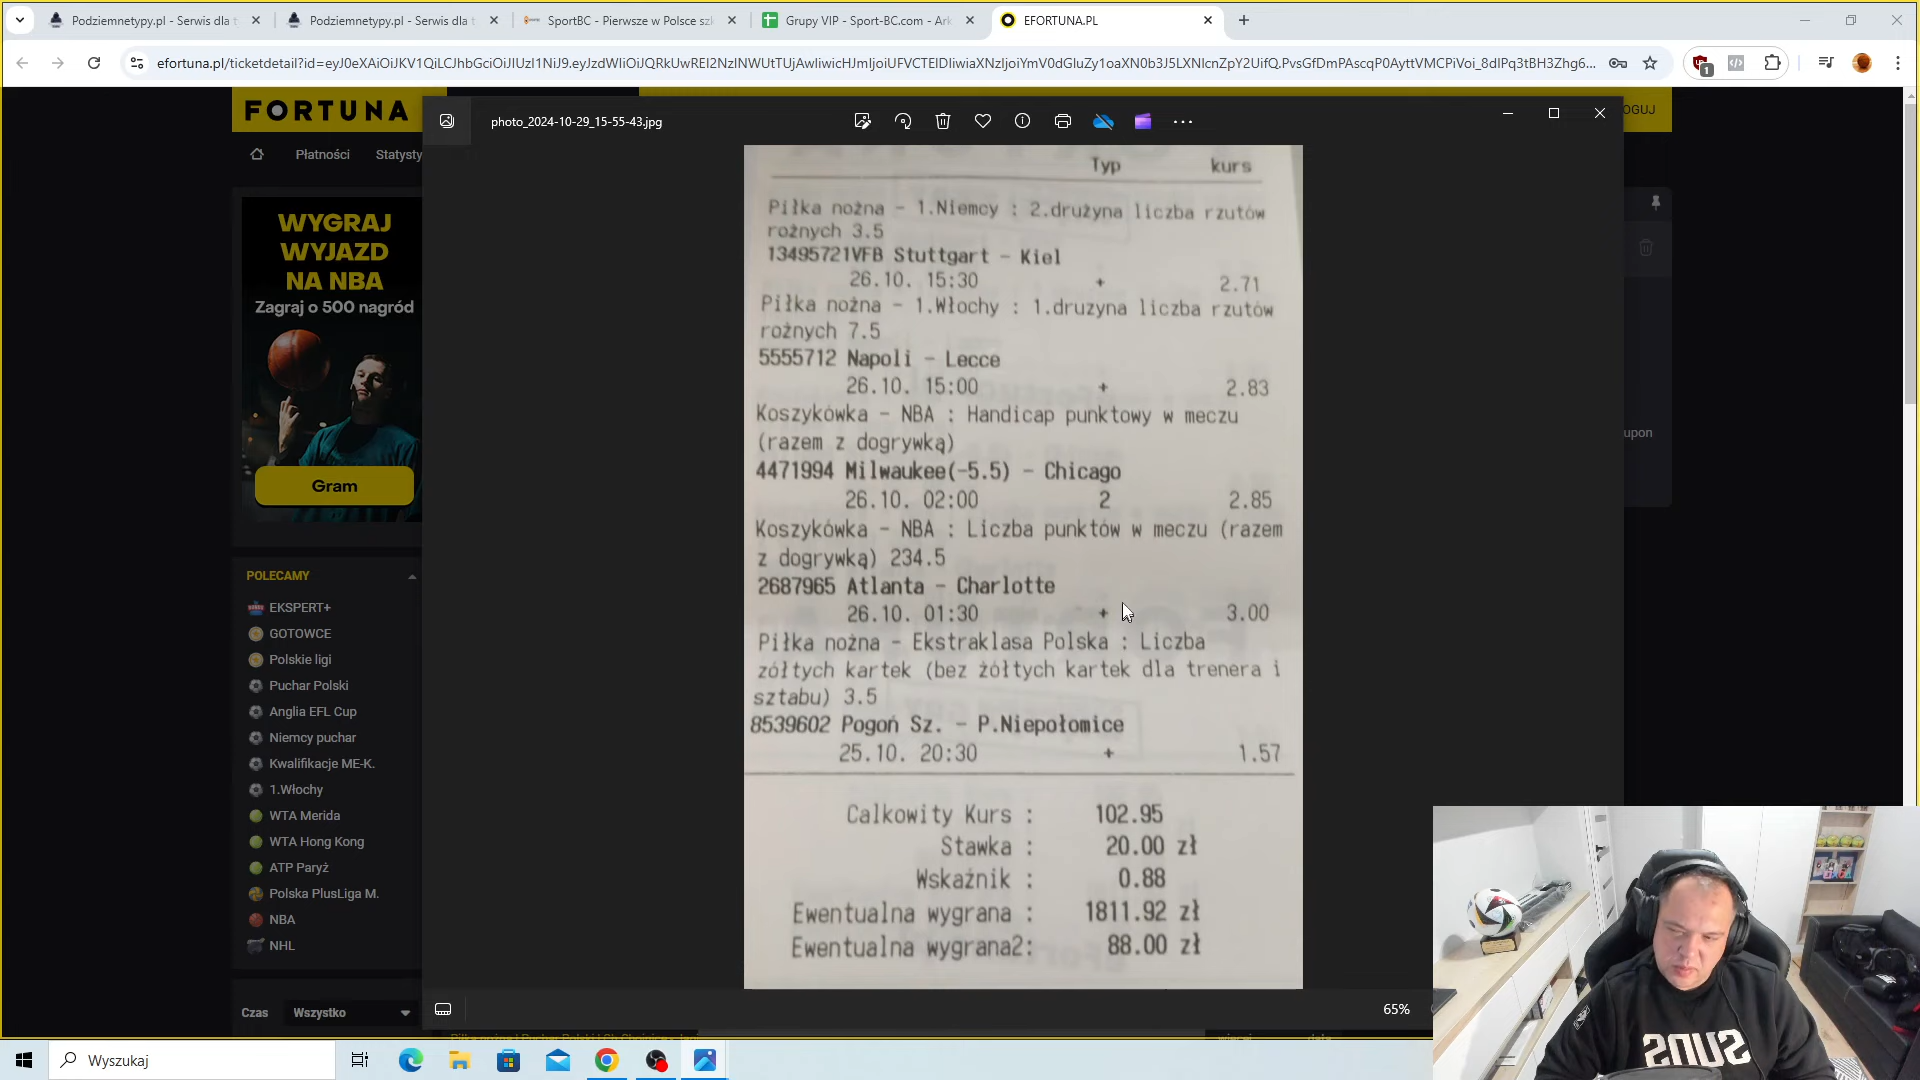 Podziemnetypy.pl - Serwis dla t
Podziemnetypy.pl - Serwis dla t
SportBC - Pierwsze w Polsce szk
Grupy VIP - Sport-BC.com - Ark
EFORTUNA.PL
FORTUNA
OGUJ
photo_2024-10-29_15-55-43.jpg
Płatności
Statysty
WYGRAJ
WYJAZD
NA NBA
Zagraj o 500 nagród
Gram
upon
POLECAMY
EKSPERT+
GOTOWCE
Polskie ligi
Puchar Polski
Anglia EFL Cup
Niemcy puchar
Kwalifikacje ME-K.
1.Włochy
WTA Merida
WTA Hong Kong
ATP Paryż
Polska PlusLiga M.
NBA
NHL
Czas
Wszystko
Typ kurs
Piłka nożna - 1.Niemcy : 2.drużyna liczba rzutów
rożnych 3.5
13495721VFB Stuttgart - Kiel
26.10. 15:30 + 2.71
Piłka nożna - 1.Włochy : 1.druzyna liczba rzutów
rożnych 7.5
5555712 Napoli - Lecce
26.10. 15:00 + 2.83
Koszykówka - NBA : Handicap punktowy w meczu
(razem z dogrywką)
4471994 Milwaukee(-5.5) - Chicago
26.10. 02:00 2 2.85
Koszykówka - NBA : Liczba punktów w meczu (razem
z dogrywką) 234.5
2687965 Atlanta - Charlotte
26.10. 01:30 + 3.00
Piłka nożna - Ekstraklasa Polska : Liczba
zółtych kartek (bez żółtych kartek dla trenera i
sztabu) 3.5
8539602 Pogoń Sz. - P.Niepołomice
25.10. 20:30 + 1.57
Calkowity Kurs : 102.95
Stawka : 20.00 zł
Wskaźnik : 0.88
Ewentualna wygrana : 1811.92 zł
Ewentualna wygrana2: 88.00 zł
65%
SUNS
Wyszukaj